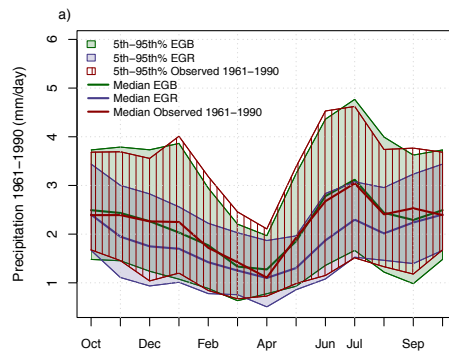 a)
6
5
4
3
2
1
Precipitation 1961−1990 (mm/day)
5th−95th% EGB
5th−95th% EGR
5th−95th% Observed 1961−1990
Median EGB
Median EGR
Median Observed 1961−1990
Oct Dec Feb Apr Jun Jul Sep